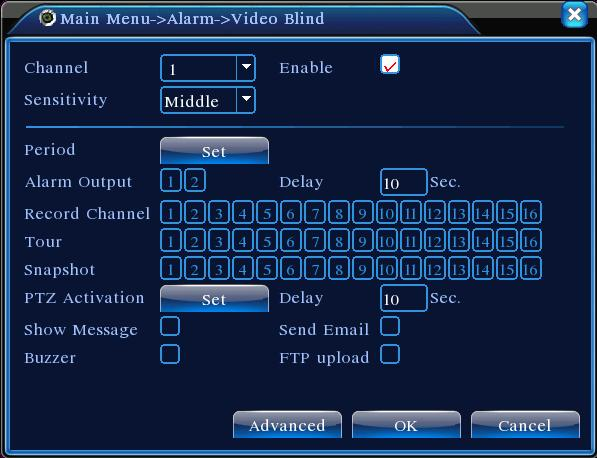 Main Menu->Alarm->Video Blind
Channel 1 Enable
Sensitivity Middle
Period Set
Alarm Output 1 2 Delay 10 Sec.
Record Channel 1 2 3 4 5 6 7 8 9 10 11 12 13 14 15 16
Tour 1 2 3 4 5 6 7 8 9 10 11 12 13 14 15 16
Snapshot 1 2 3 4 5 6 7 8 9 10 11 12 13 14 15 16
PTZ Activation Set Delay 10 Sec.
Show Message Send Email
Buzzer FTP upload
Advanced OK Cancel